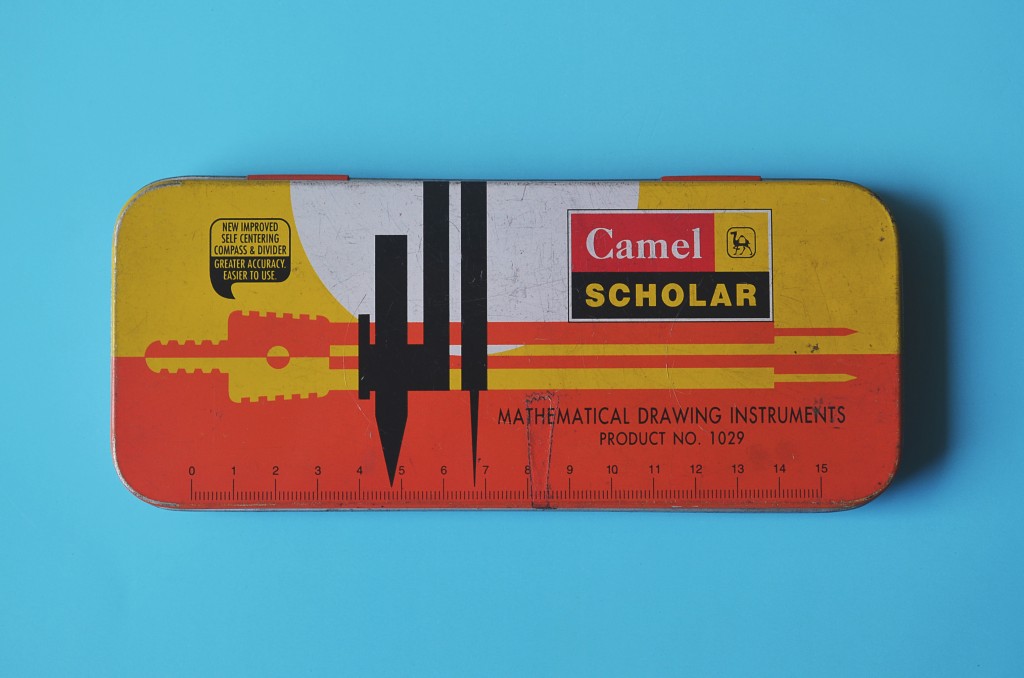 NEW IMPROVED
SELF CENTERING
COMPASS & DIVIDER
GREATER ACCURACY.
EASIER TO USE.
Camel
SCHOLAR
MATHEMATICAL DRAWING INSTRUMENTS
PRODUCT NO. 1029
0 1 2 3 4 5 6 7 8 9 10 11 12 13 14 15